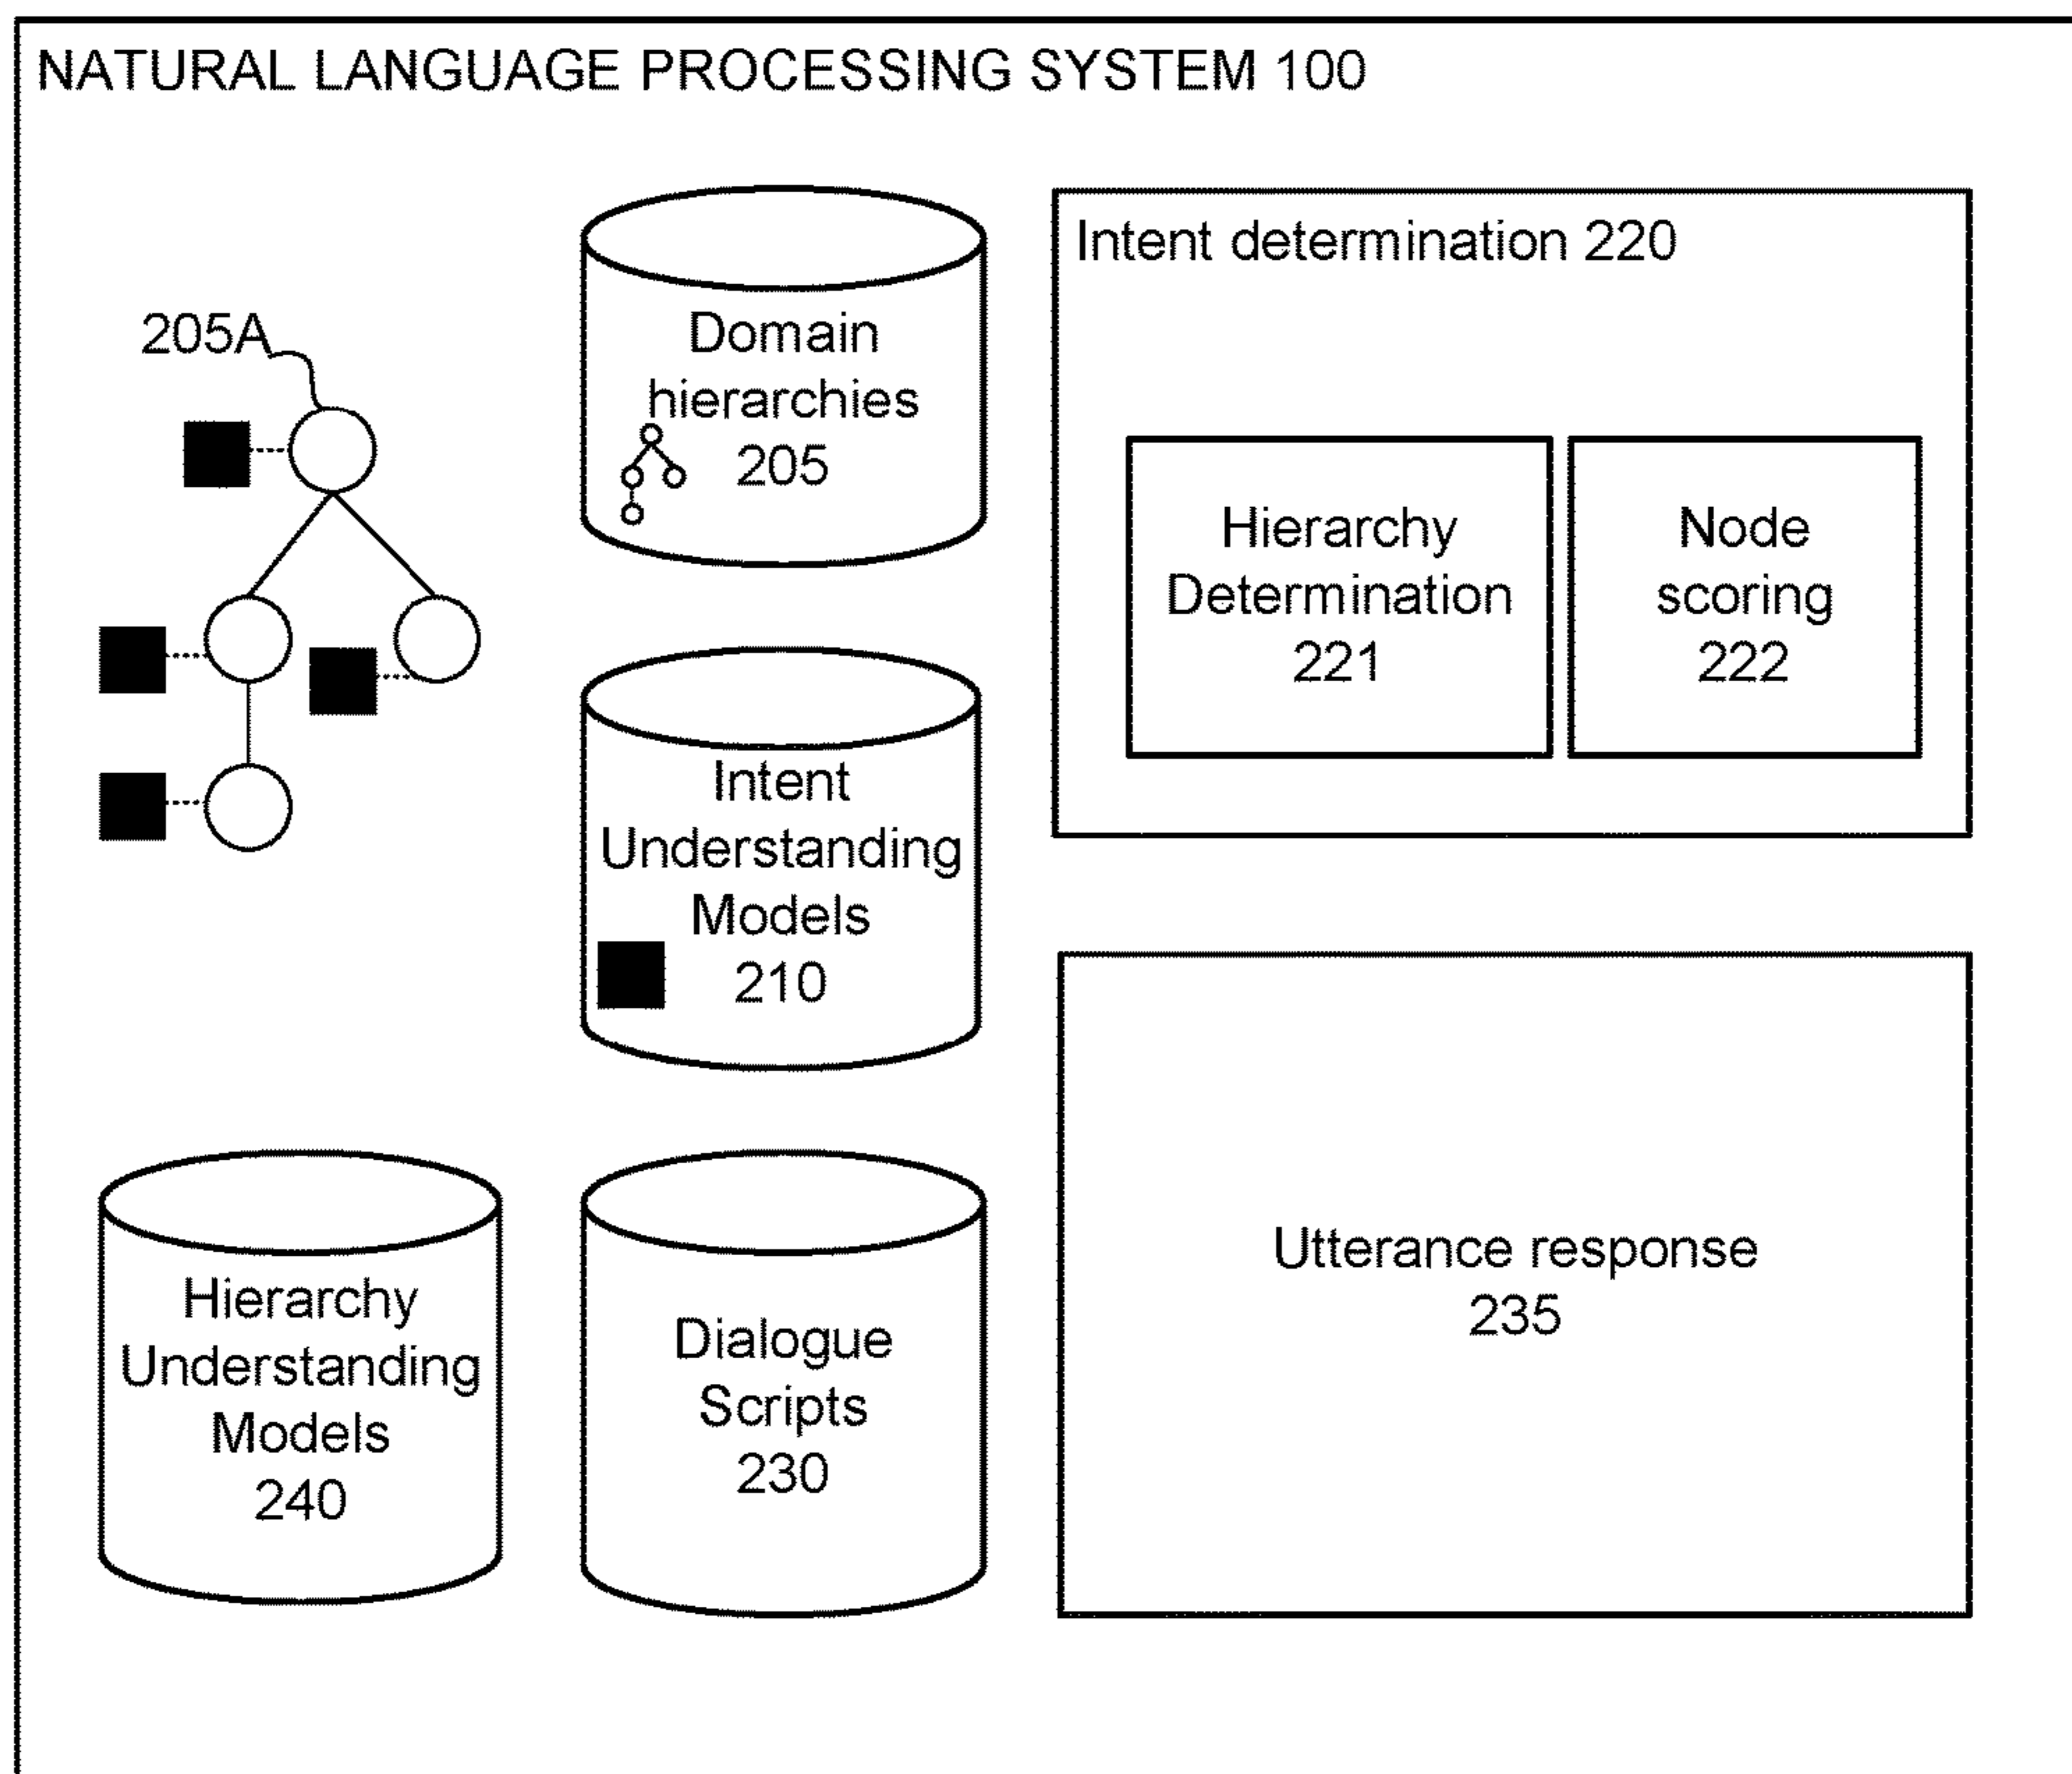 NATURAL LANGUAGE PROCESSING SYSTEM 100
205A
Domain
hierarchies
205
Intent determination 220
Hierarchy
Determination
221
Node
scoring
222
Intent
Understanding
Models
210
Hierarchy
Understanding
Models
240
Dialogue
Scripts
230
Utterance response
235